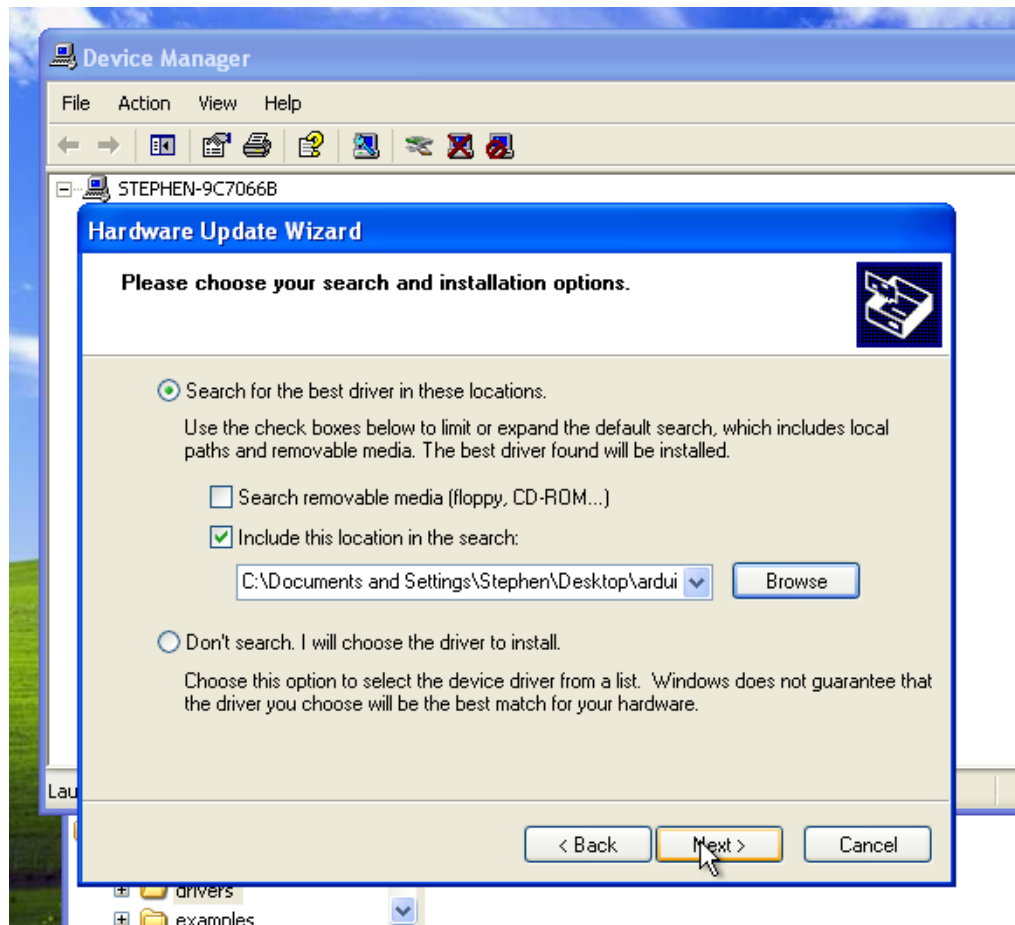 Device Manager
File Action View Help
STEPHEN-9C7066B
Hardware Update Wizard
Please choose your search and installation options.
Search for the best driver in these locations.
Use the check boxes below to limit or expand the default search, which includes local
paths and removable media. The best driver found will be installed.
Search removable media (floppy, CD-ROM...)
Include this location in the search:
C:\Documents and Settings\Stephen\Desktop\ardui
Browse
Don't search. I will choose the driver to install.
Choose this option to select the device driver from a list. Windows does not guarantee that
the driver you choose will be the best match for your hardware.
Lau
< Back Next > Cancel
drivers
examples